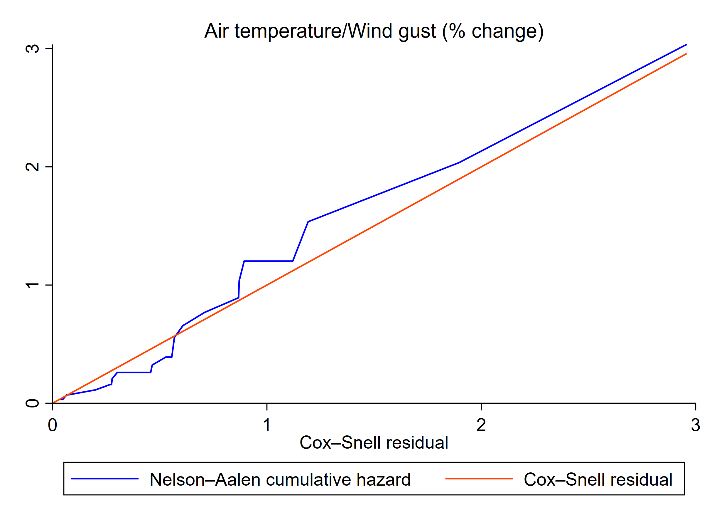 Air temperature/Wind gust (% change)
3
2
1
0
0 1 2 3
Cox–Snell residual
Nelson–Aalen cumulative hazard Cox–Snell residual